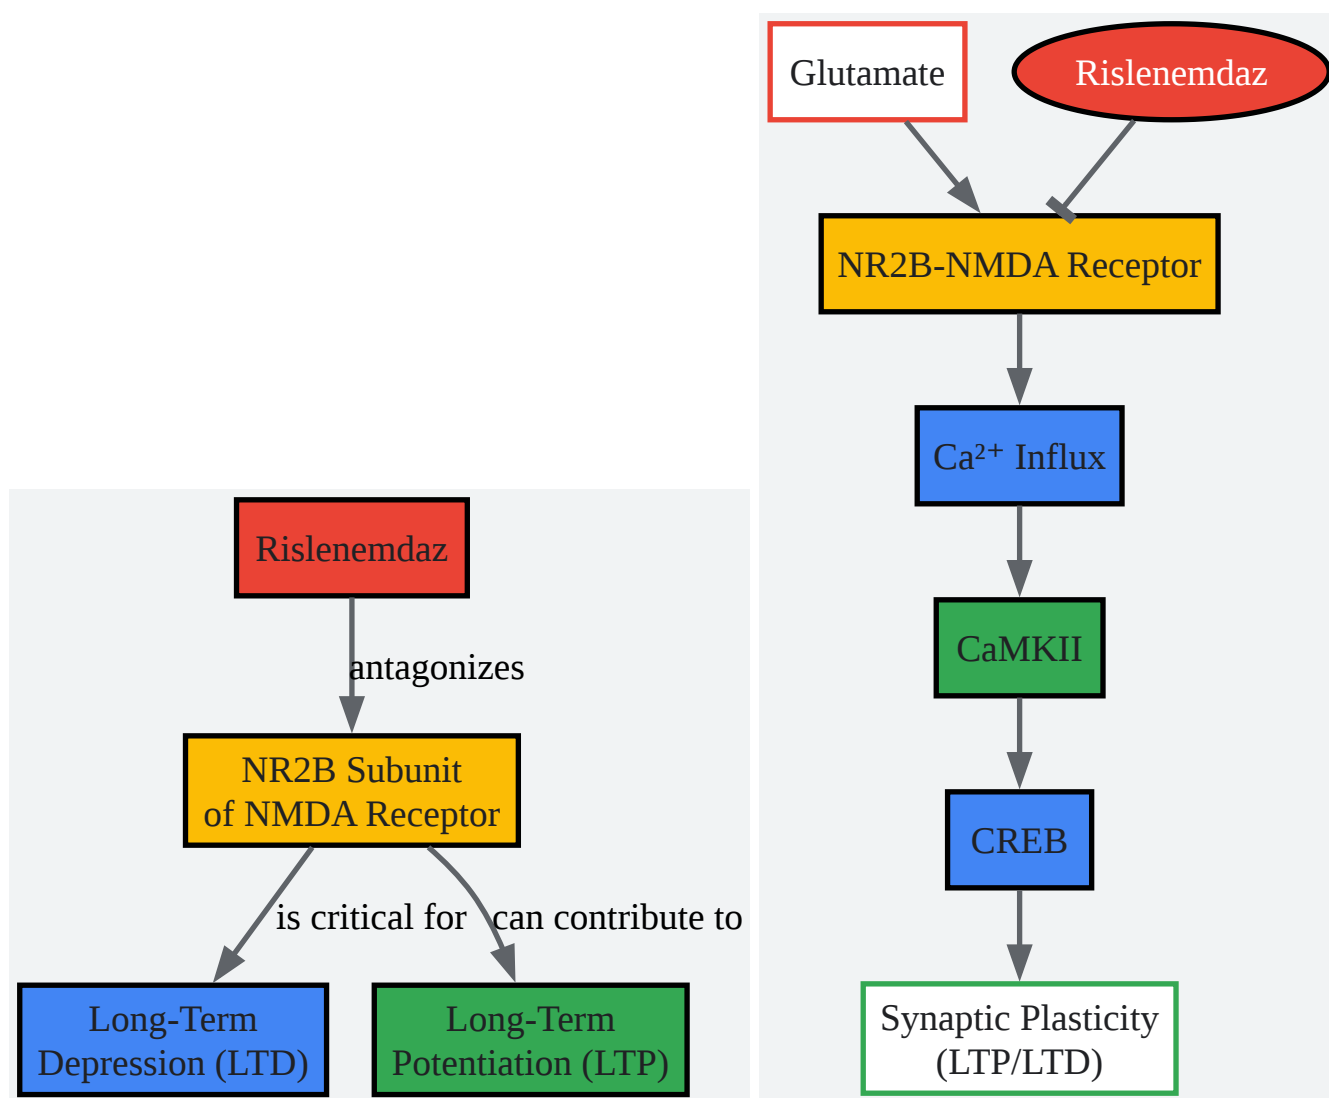 Rislenemdaz
antagonizes
NR2B Subunit
of NMDA Receptor
is critical for
can contribute to
Long-Term
Depression (LTD)
Long-Term
Potentiation (LTP)
Glutamate
Rislenemdaz
NR2B-NMDA Receptor
Ca²⁺ Influx
CaMKII
CREB
Synaptic Plasticity
(LTP/LTD)